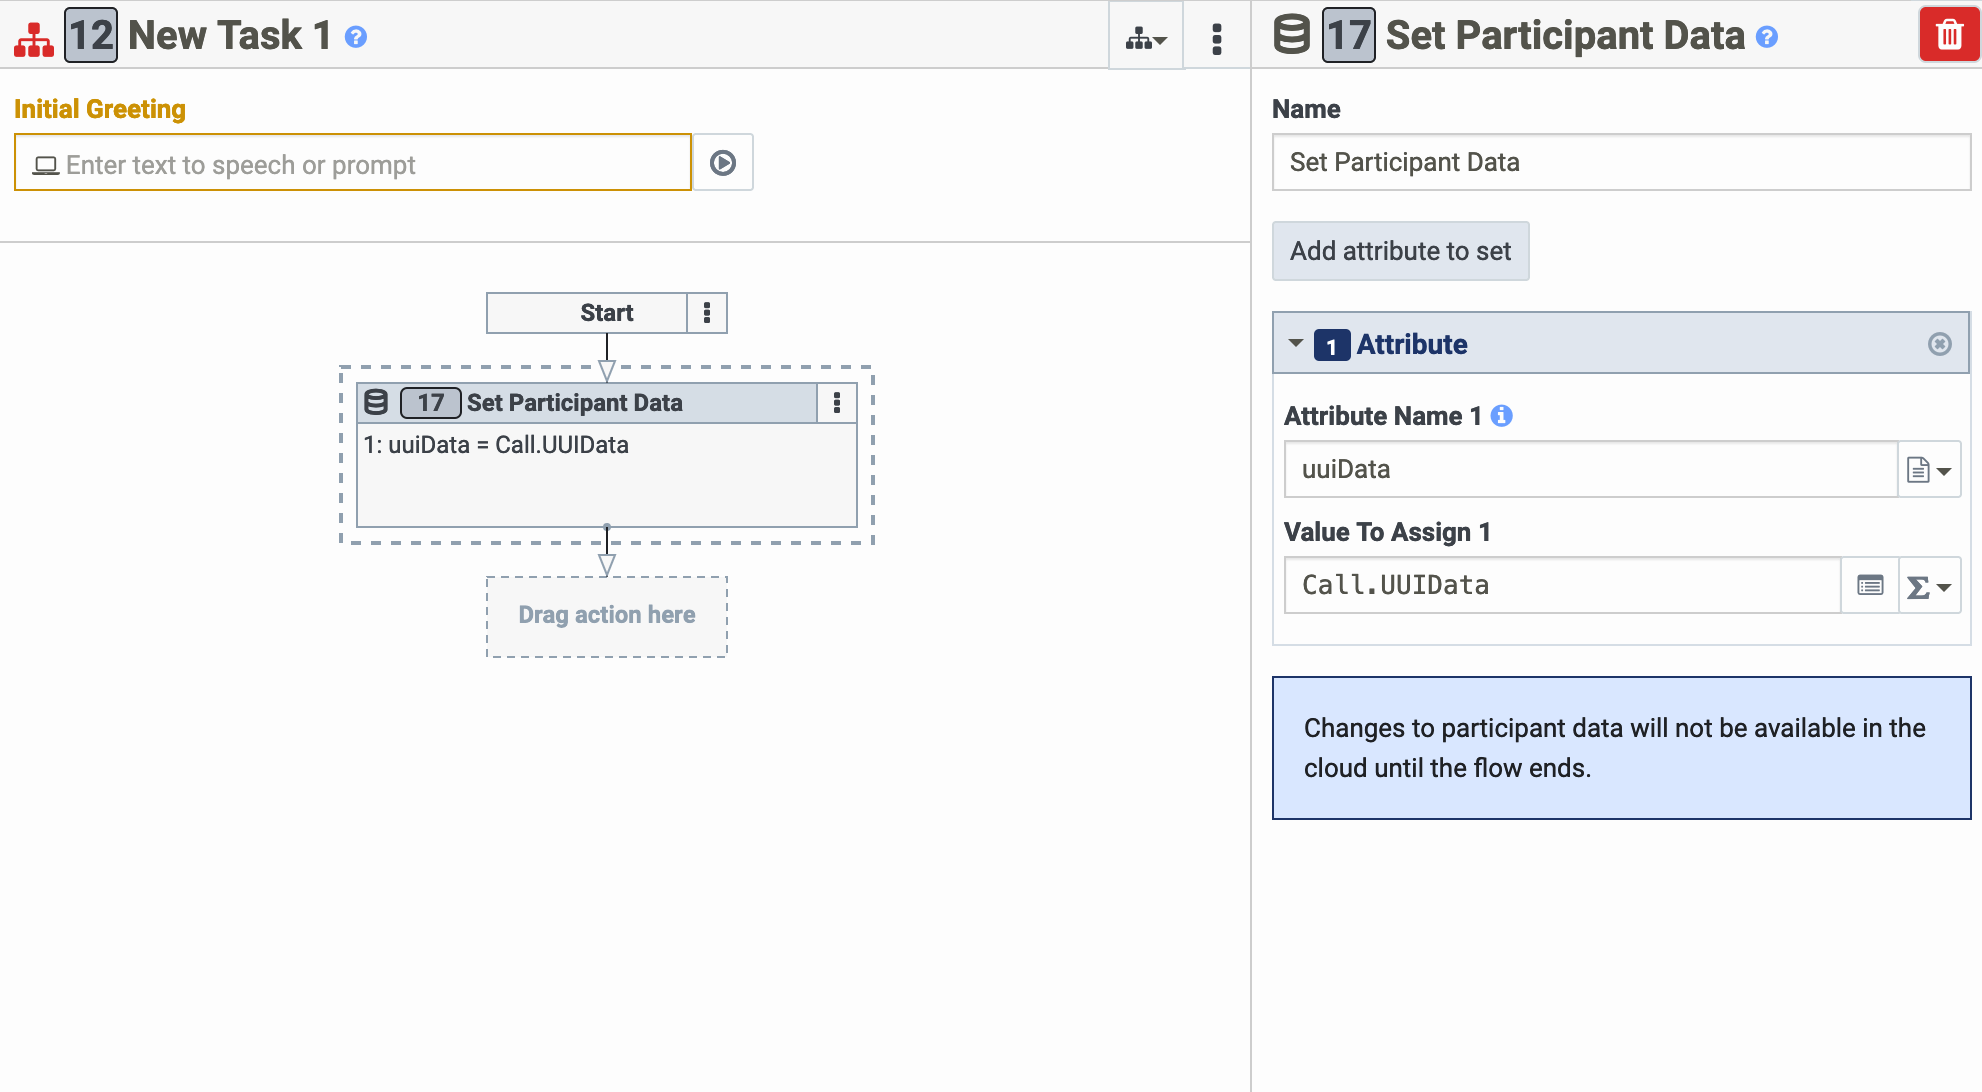 12 New Task 1
Initial Greeting
Enter text to speech or prompt
Start
17 Set Participant Data
1: uuiData = Call.UUIData
Drag action here
17 Set Participant Data
Name
Set Participant Data
Add attribute to set
1 Attribute
Attribute Name 1
uuiData
Value To Assign 1
Call.UUIData
Changes to participant data will not be available in the
cloud until the flow ends.